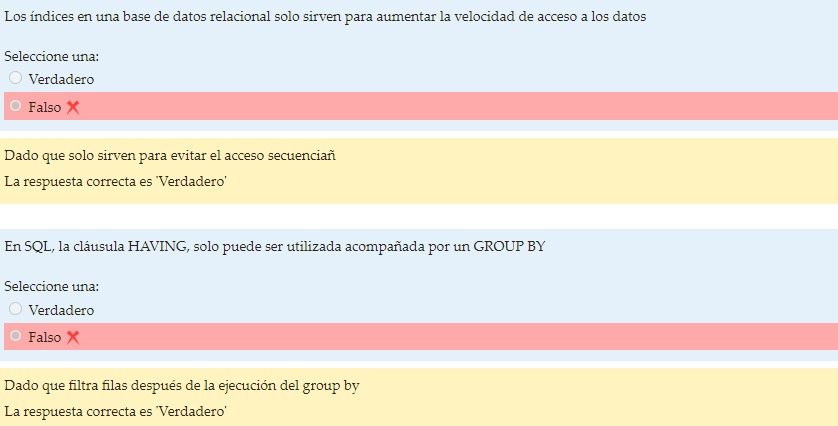 Los índices en una base de datos relacional solo sirven para aumentar la velocidad de acceso a los datos
Seleccione una:
Verdadero
Falso
Dado que solo sirven para evitar el acceso secuenciañ
La respuesta correcta es 'Verdadero'
En SQL, la cláusula HAVING, solo puede ser utilizada acompañada por un GROUP BY
Seleccione una:
Verdadero
Falso
Dado que filtra filas después de la ejecución del group by
La respuesta correcta es 'Verdadero'